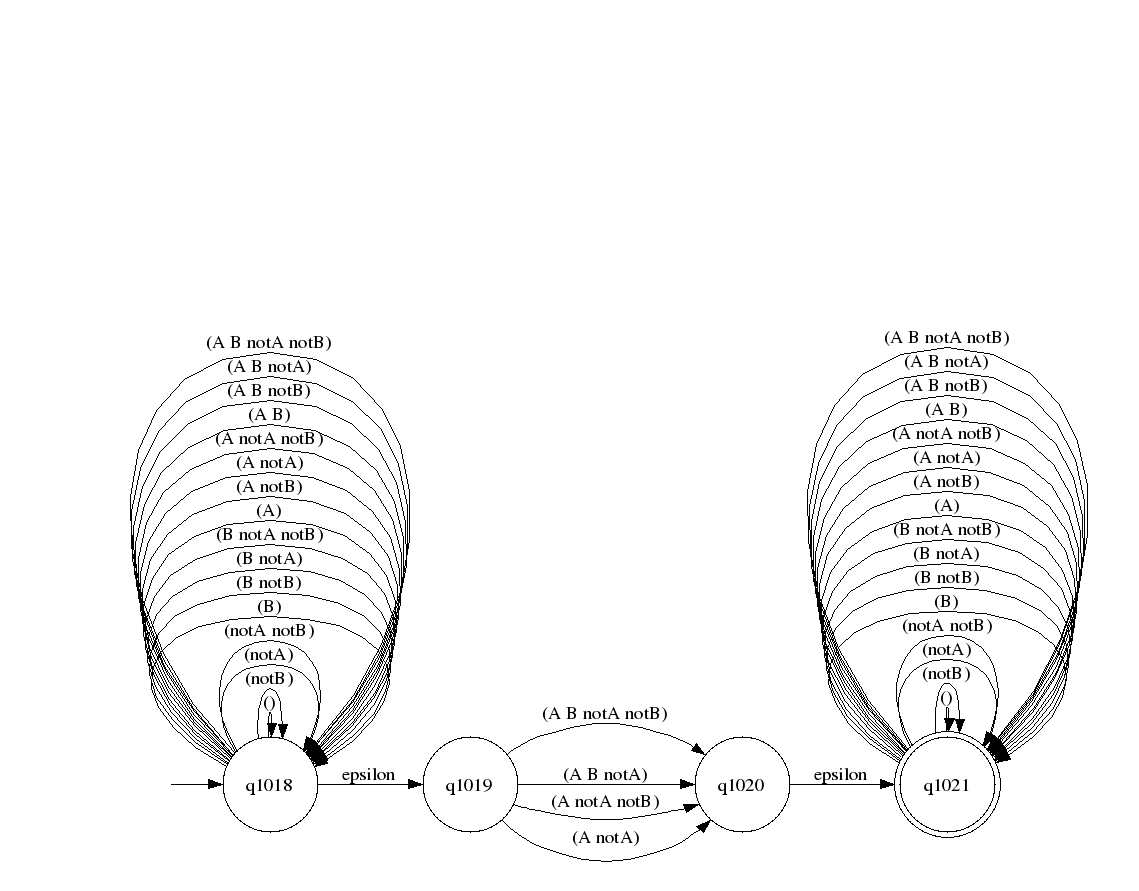 (A B notA notB)
(A B notA)
(A B notB)
(A B)
(A notA notB)
(A notA)
(A notB)
(A)
(B notA notB)
(B notA)
(B notB)
(B)
(notA notB)
(notA)
(notB)
()
q1018
epsilon
q1019
(A B notA notB)
(A B notA)
(A notA notB)
(A notA)
q1020
epsilon
(A B notA notB)
(A B notA)
(A B notB)
(A B)
(A notA notB)
(A notA)
(A notB)
(A)
(B notA notB)
(B notA)
(B notB)
(B)
(notA notB)
(notA)
(notB)
()
q1021